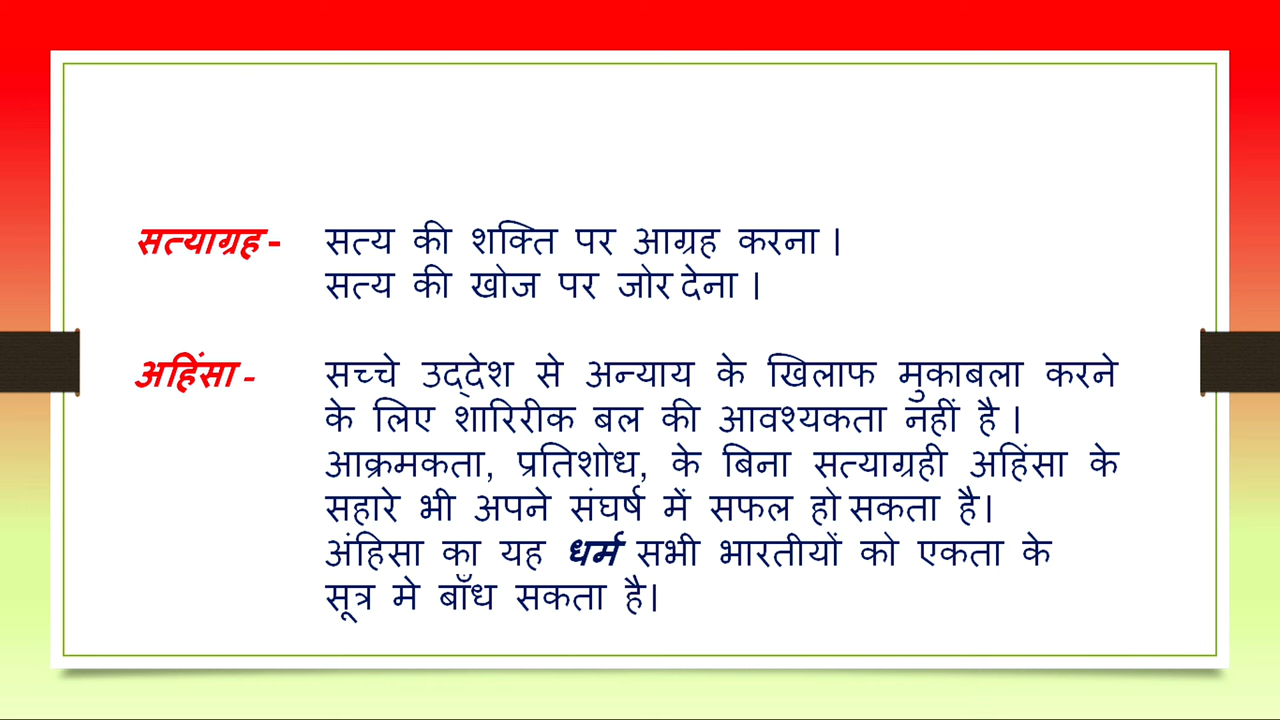 सत्याग्रह - सत्य की शक्ति पर आग्रह करना ।
सत्य की खोज पर जोर देना ।
अहिंसा - सच्चे उद्देश से अन्याय के खिलाफ मुकाबला करने
के लिए शारिरीक बल की आवश्यकता नहीं है ।
आक्रमकता, प्रतिशोध, के बिना सत्याग्रही अहिंसा के
सहारे भी अपने संघर्ष में सफल हो सकता है।
अंहिसा का यह धर्म सभी भारतीयों को एकता के
सूत्र मे बाँध सकता है।